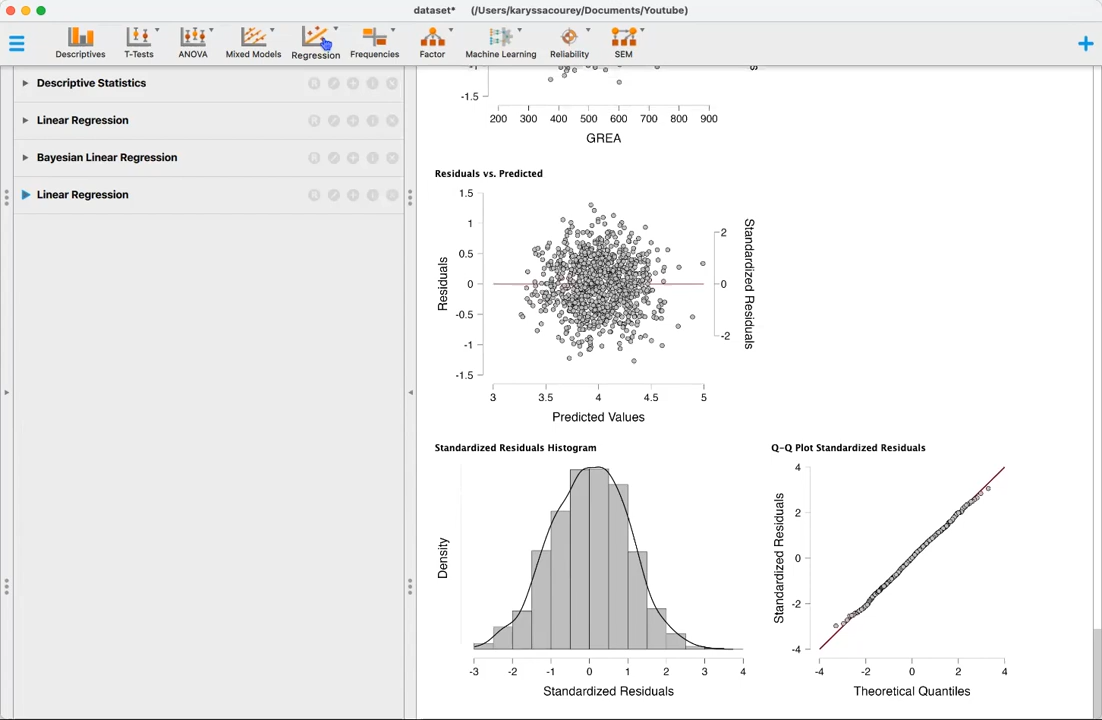 dataset* (/Users/karyssacourey/Documents/Youtube)
Descriptives T-Tests ANOVA Mixed Models Regression Frequencies Factor Machine Learning Reliability SEM
Descriptive Statistics
Linear Regression
Bayesian Linear Regression
Linear Regression
-1.5
200 300 400 500 600 700 800 900
GREA
Residuals vs. Predicted
1.5
1
0.5
0
-0.5
-1
-1.5
Residuals
2
0
-2
Standardized Residuals
3 3.5 4 4.5 5
Predicted Values
Standardized Residuals Histogram
Density
-3 -2 -1 0 1 2 3 4
Standardized Residuals
Q-Q Plot Standardized Residuals
4
2
0
-2
-4
Standardized Residuals
-4 -2 0 2 4
Theoretical Quantiles